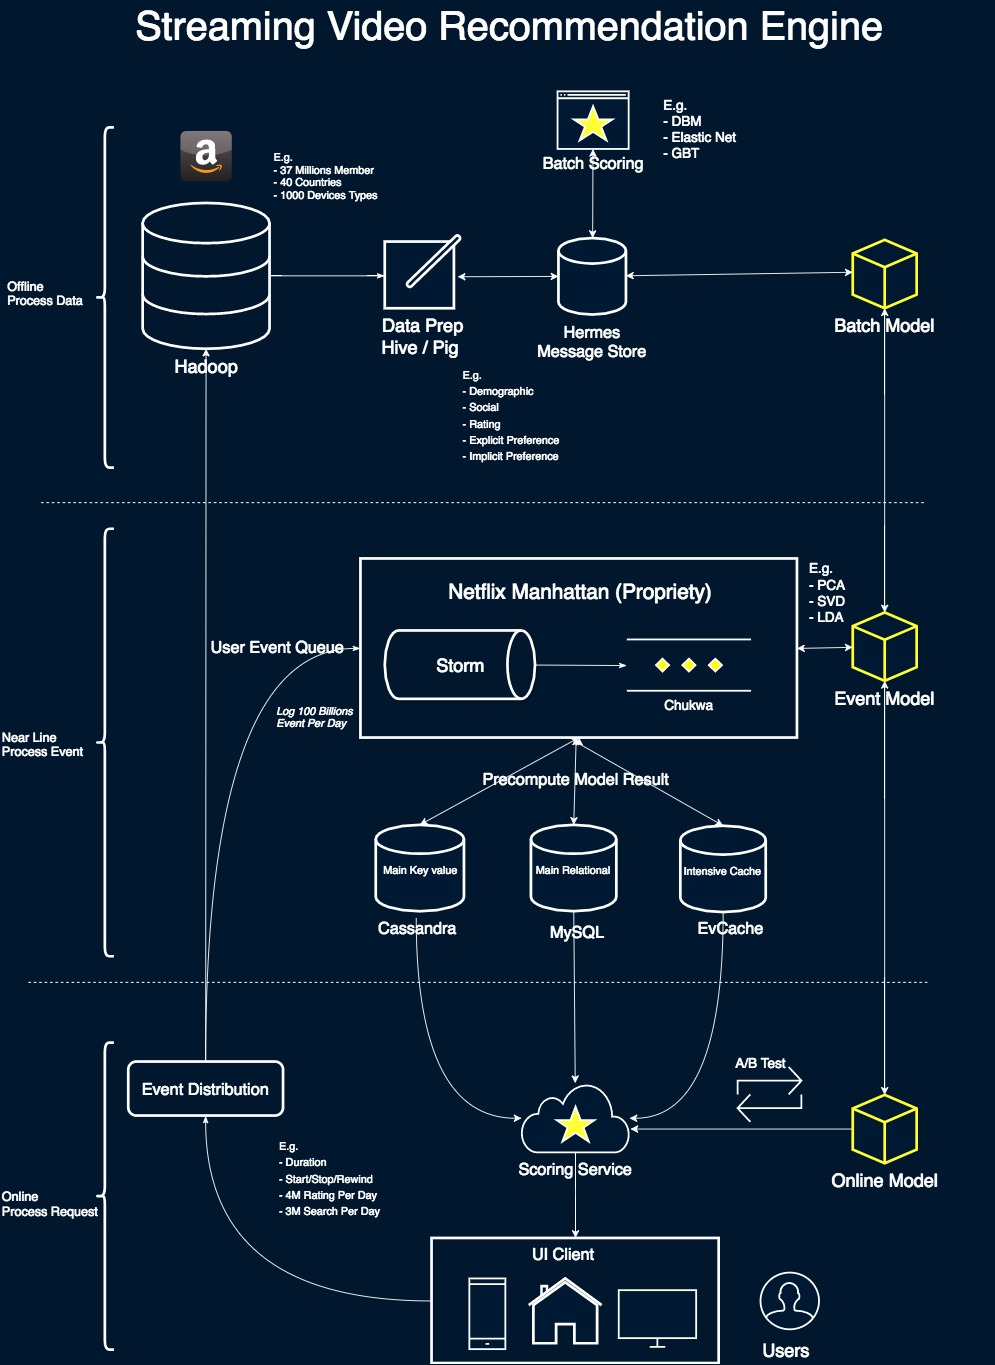 Streaming Video Recommendation Engine
E.g.
- DBM
- Elastic Net
- GBT
Batch Scoring
a
E.g.
- 37 Millions Member
- 40 Countries
- 1000 Devices Types
Offline
Process Data
Hadoop
Data Prep
Hive / Pig
Hermes
Message Store
Batch Model
E.g.
- Demographic
- Social
- Rating
- Explicit Preference
- Implicit Preference
Netflix Manhattan (Propriety)
E.g.
- PCA
- SVD
- LDA
User Event Queue
Storm
Chukwa
Event Model
Log 100 Billions
Event Per Day
Near Line
Process Event
Precompute Model Result
Main Key value
Main Relational
Intensive Cache
Cassandra
MySQL
EvCache
A/B Test
Event Distribution
E.g.
- Duration
- Start/Stop/Rewind
- 4M Rating Per Day
- 3M Search Per Day
Scoring Service
Online Model
Online
Process Request
UI Client
Users